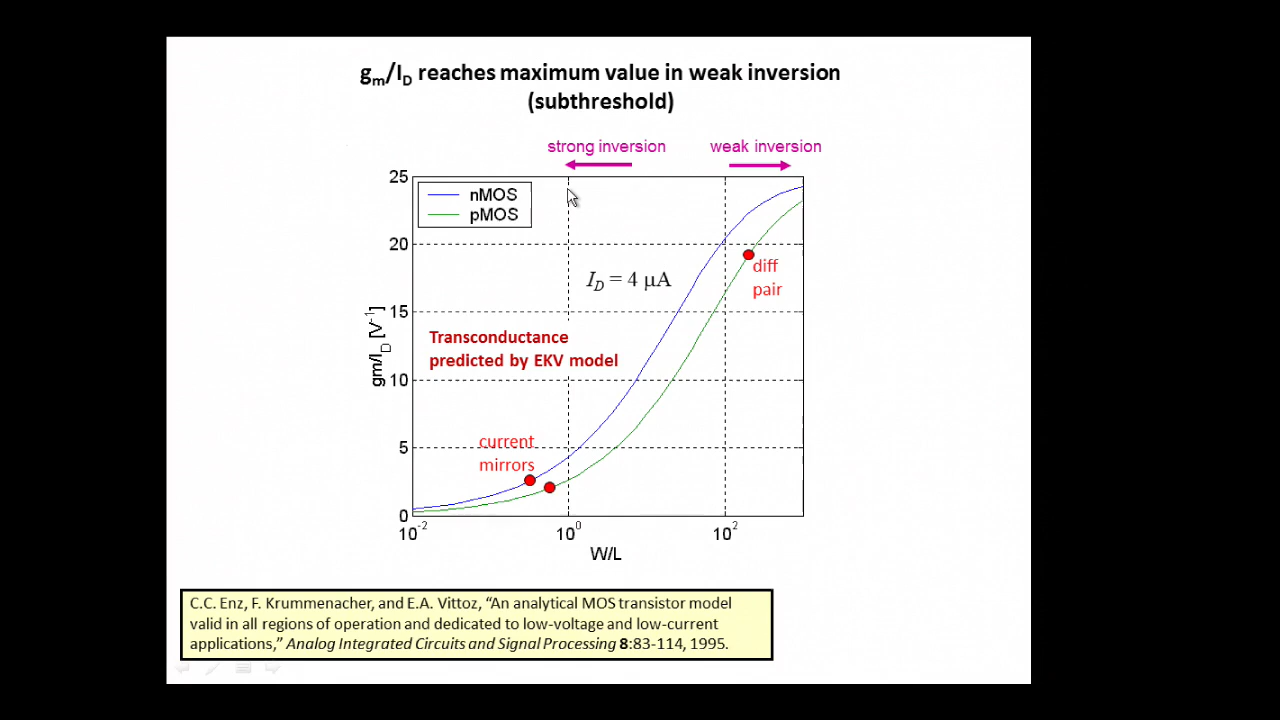 gm/ID reaches maximum value in weak inversion
(subthreshold)
strong inversion
weak inversion
25
nMOS
pMOS
20
diff
pair
ID = 4 µA
15
gm/ID [V-1]
Transconductance
predicted by EKV model
10
5
current
mirrors
0
10-2
100
102
W/L
C.C. Enz, F. Krummenacher, and E.A. Vittoz, “An analytical MOS transistor model
valid in all regions of operation and dedicated to low-voltage and low-current
applications,” Analog Integrated Circuits and Signal Processing 8:83-114, 1995.